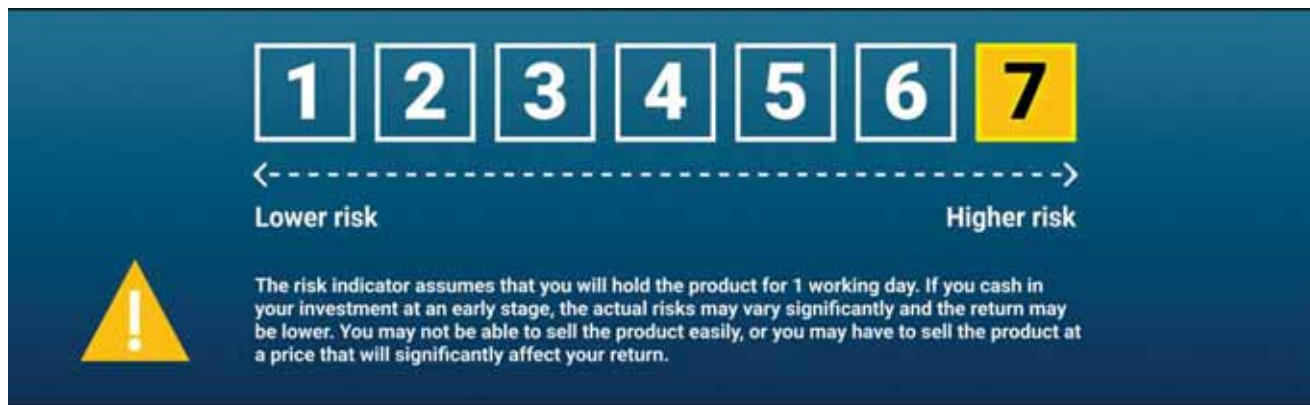 1 2 3 4 5 6 7
Lower risk Higher risk
The risk indicator assumes that you will hold the product for 1 working day. If you cash in
your investment at an early stage, the actual risks may vary significantly and the return may
be lower. You may not be able to sell the product easily, or you may have to sell the product at
a price that will significantly affect your return.